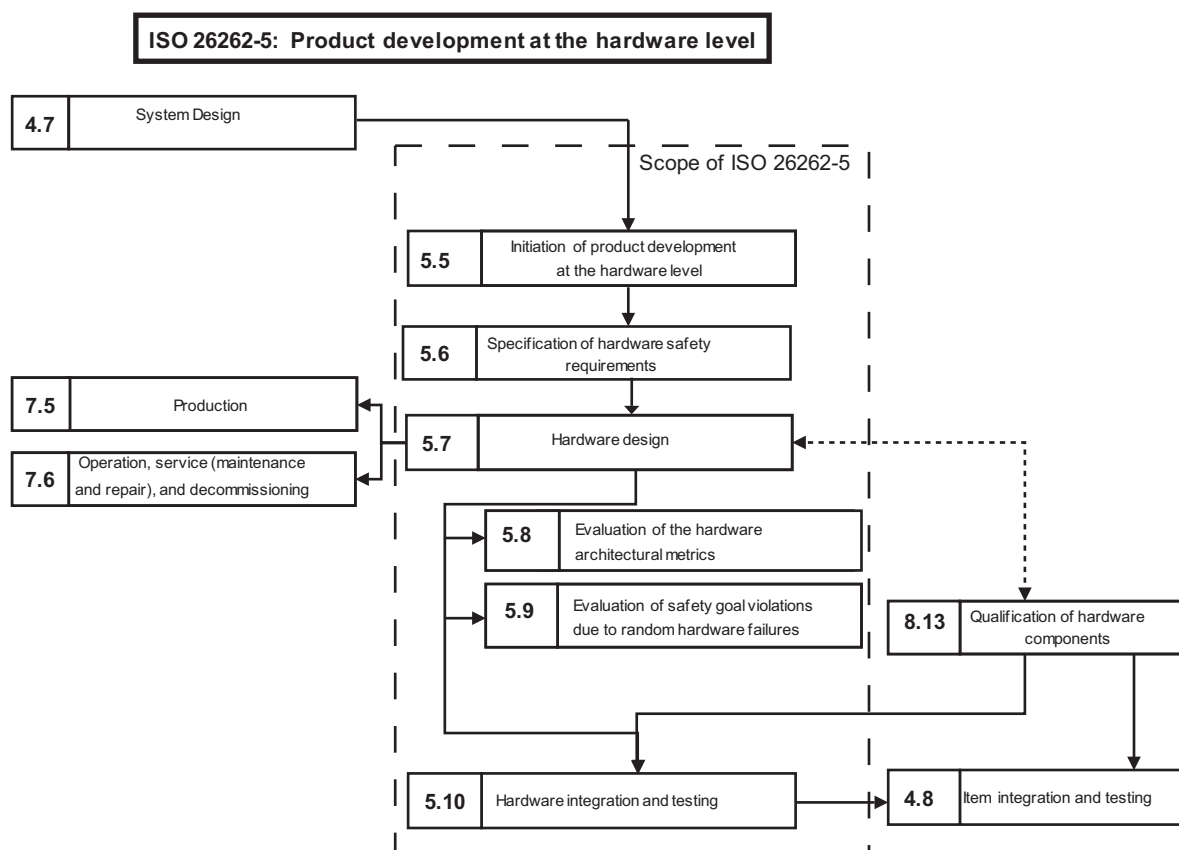 ISO 26262-5: Product development at the hardware level
4.7
System Design
Scope of ISO 26262-5
5.5
Initiation of product development
at the hardware level
5.6
Specification of hardware safety
requirements
7.5
Production
5.7
Hardware design
7.6
Operation, service (maintenance
and repair), and decommissioning
5.8
Evaluation of the hardware
architectural metrics
5.9
Evaluation of safety goal violations
due to random hardware failures
8.13
Qualification of hardware
components
5.10
Hardware integration and testing
4.8
Item integration and testing